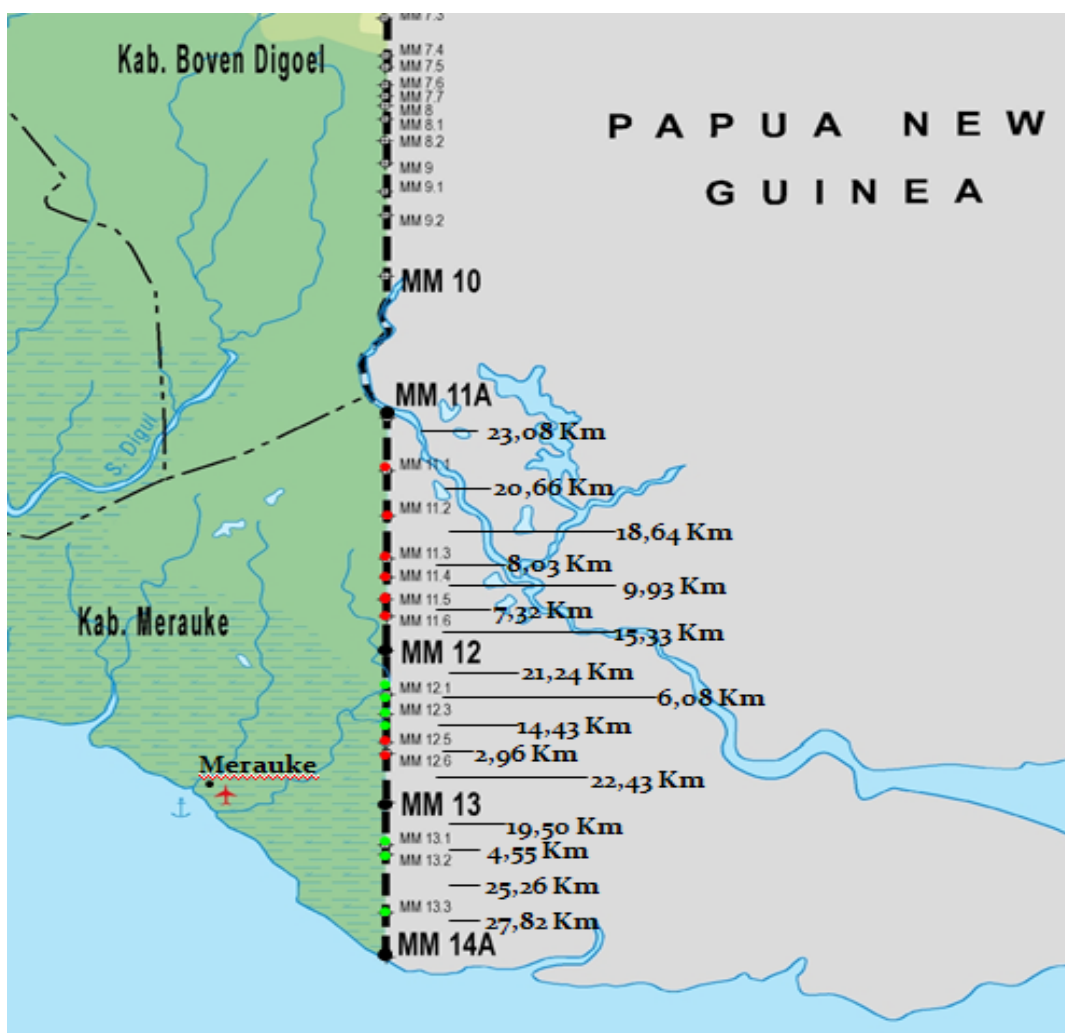 MM 7.3
MM 7.4
Kab. Boven Digoel
MM 7.5
MM 7.6
MM 7.7
MM 8
MM 8.1
MM 8.2
PAPUA NEW
GUINEA
MM 9
MM 9.1
MM 9.2
MM 10
MM 11A
S. Digul
23,08 Km
MM 11.1
20,66 Km
MM 11.2
18,64 Km
MM 11.3
8,03 Km
MM 11.4
9,93 Km
MM 11.5
7,32 Km
MM 11.6
Kab. Merauke
15,33 Km
MM 12
21,24 Km
MM 12.1
6,08 Km
MM 12.3
14,43 Km
MM 12.5
2,96 Km
MM 12.6
Merauke
22,43 Km
MM 13
19,50 Km
MM 13.1
4,55 Km
MM 13.2
25,26 Km
MM 13.3
27,82 Km
MM 14A